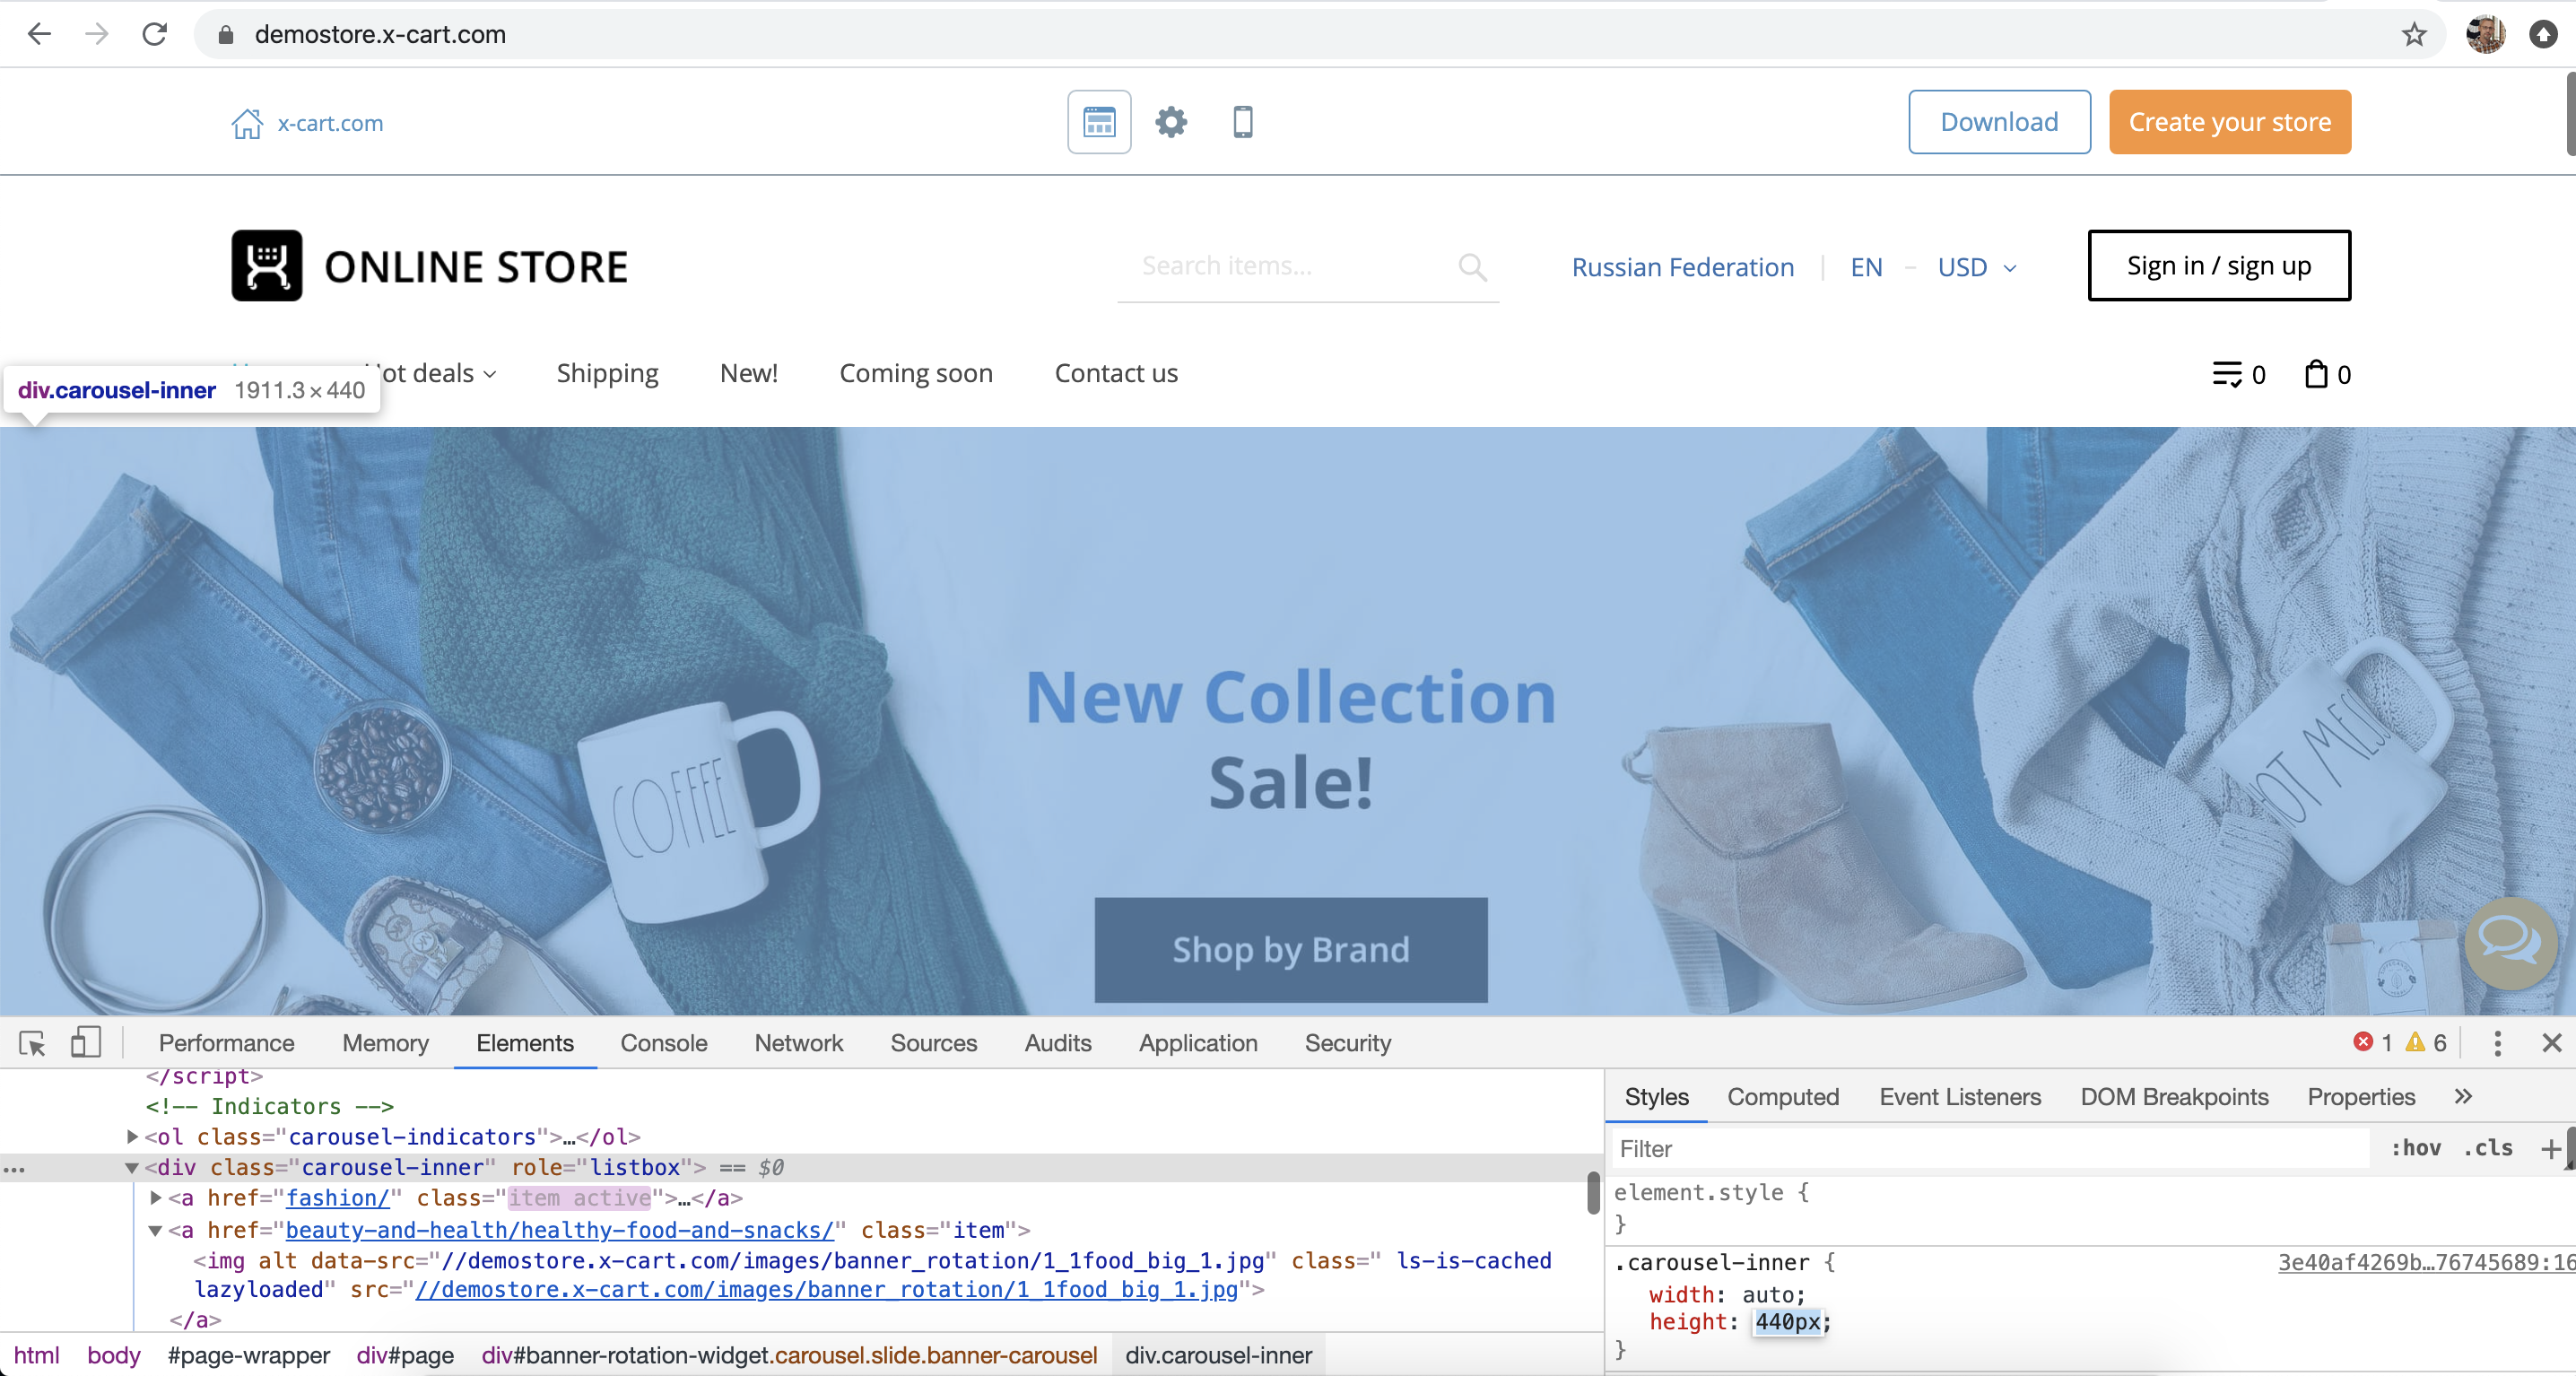 demostore.x-cart.com
x-cart.com
Download
Create your store
ONLINE STORE
Search items...
Russian Federation
EN
USD
Sign in / sign up
ot deals
Shipping
New!
Coming soon
Contact us
0
0
div.carousel-inner 1911.3 × 440
New Collection
Sale!
Shop by Brand
COFFEE
HOT MESS
Performance Memory Elements Console Network Sources Audits Application Security
1 6
</script>
<!-- Indicators -->
<ol class="carousel-indicators">…</ol>
<div class="carousel-inner" role="listbox"> == $0
<a href="fashion/" class="item active">…</a>
<a href="beauty-and-health/healthy-food-and-snacks/" class="item">
<img alt data-src="//demostore.x-cart.com/images/banner_rotation/1_1food_big_1.jpg" class=" ls-is-cached
lazyloaded" src="//demostore.x-cart.com/images/banner_rotation/1_1food_big_1.jpg">
</a>
html body #page-wrapper div#page div#banner-rotation-widget.carousel.slide.banner-carousel div.carousel-inner
Styles Computed Event Listeners DOM Breakpoints Properties »
Filter
:hov .cls +
element.style {
}
.carousel-inner {
3e40af4269b…76745689:16
width: auto;
height: 440px;
}